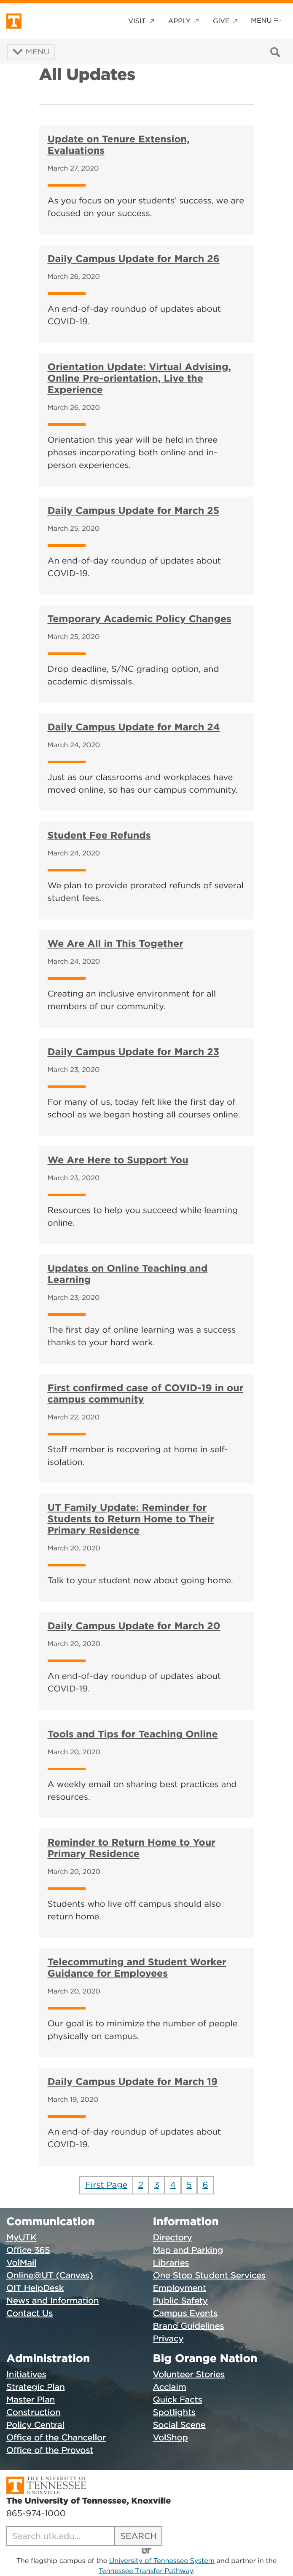 T
VISIT ↗ APPLY ↗ GIVE ↗ MENU
MENU
All Updates
Update on Tenure Extension,
Evaluations
March 27, 2020
As you focus on your students’ success, we are
focused on your success.
Daily Campus Update for March 26
March 26, 2020
An end-of-day roundup of updates about
COVID-19.
Orientation Update: Virtual Advising,
Online Pre-orientation, Live the
Experience
March 26, 2020
Orientation this year will be held in three
phases incorporating both online and in-
person experiences.
Daily Campus Update for March 25
March 25, 2020
An end-of-day roundup of updates about
COVID-19.
Temporary Academic Policy Changes
March 25, 2020
Drop deadline, S/NC grading option, and
academic dismissals.
Daily Campus Update for March 24
March 24, 2020
Just as our classrooms and workplaces have
moved online, so has our campus community.
Student Fee Refunds
March 24, 2020
We plan to provide prorated refunds of several
student fees.
We Are All in This Together
March 24, 2020
Creating an inclusive environment for all
members of our community.
Daily Campus Update for March 23
March 23, 2020
For many of us, today felt like the first day of
school as we began hosting all courses online.
We Are Here to Support You
March 23, 2020
Resources to help you succeed while learning
online.
Updates on Online Teaching and
Learning
March 23, 2020
The first day of online learning was a success
thanks to your hard work.
First confirmed case of COVID-19 in our
campus community
March 22, 2020
Staff member is recovering at home in self-
isolation.
UT Family Update: Reminder for
Students to Return Home to Their
Primary Residence
March 20, 2020
Talk to your student now about going home.
Daily Campus Update for March 20
March 20, 2020
An end-of-day roundup of updates about
COVID-19.
Tools and Tips for Teaching Online
March 20, 2020
A weekly email on sharing best practices and
resources.
Reminder to Return Home to Your
Primary Residence
March 20, 2020
Students who live off campus should also
return home.
Telecommuting and Student Worker
Guidance for Employees
March 20, 2020
Our goal is to minimize the number of people
physically on campus.
Daily Campus Update for March 19
March 19, 2020
An end-of-day roundup of updates about
COVID-19.
First Page 2 3 4 5 6
Communication
MyUTK
Office 365
VolMail
Online@UT (Canvas)
OIT HelpDesk
News and Information
Contact Us
Information
Directory
Map and Parking
Libraries
One Stop Student Services
Employment
Public Safety
Campus Events
Brand Guidelines
Privacy
Administration
Initiatives
Strategic Plan
Master Plan
Construction
Policy Central
Office of the Chancellor
Office of the Provost
Big Orange Nation
Volunteer Stories
Acclaim
Quick Facts
Spotlights
Social Scene
VolShop
T THE UNIVERSITY OF
TENNESSEE
KNOXVILLE
The University of Tennessee, Knoxville
865-974-1000
Search utk.edu... SEARCH
UT
The flagship campus of the University of Tennessee System and partner in the
Tennessee Transfer Pathway.